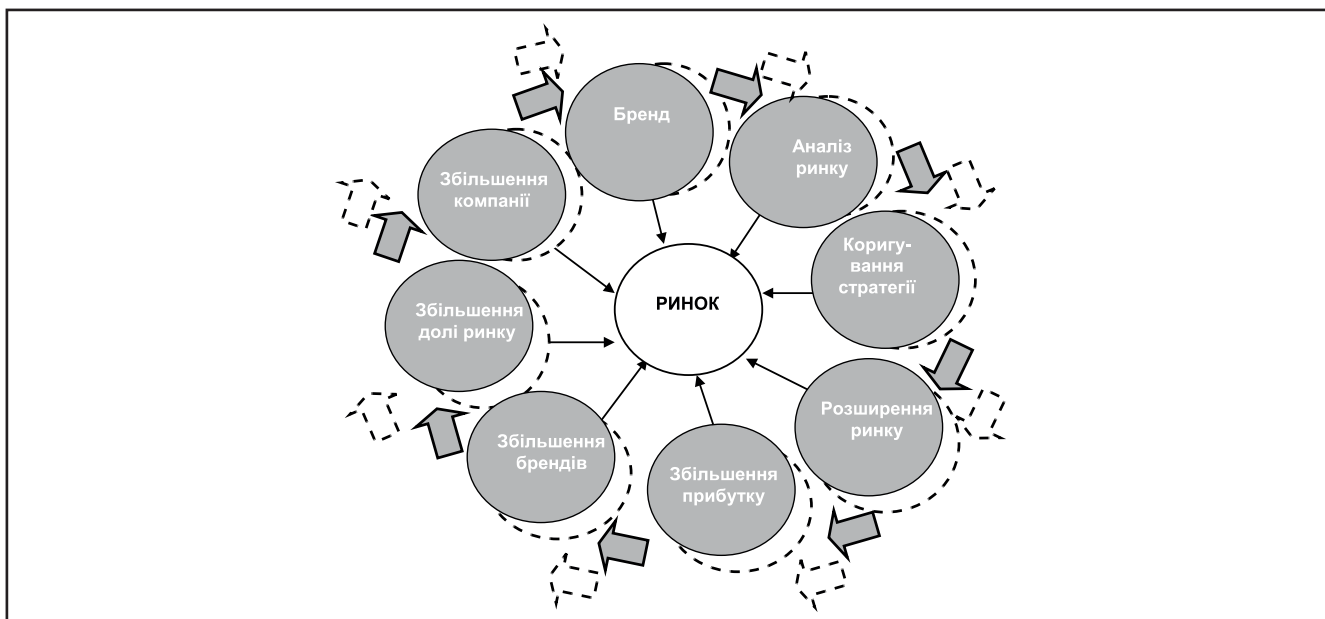 Бренд
Аналіз
ринку
Збільшення
компанії
Коригу-
вання
стратегії
РИНОК
Збільшення
долі ринку
Розширення
ринку
Збільшення
брендів
Збільшення
прибутку